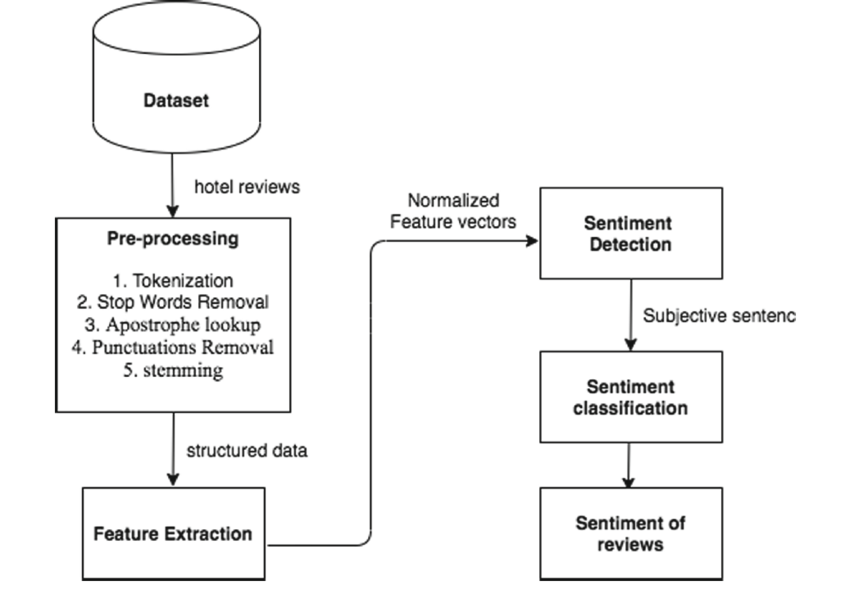 Dataset
hotel reviews
Pre-processing
1. Tokenization
2. Stop Words Removal
3. Apostrophe lookup
4. Punctuations Removal
5. stemming
structured data
Feature Extraction
Normalized
Feature vectors
Sentiment
Detection
Subjective sentenc
Sentiment
classification
Sentiment of
reviews